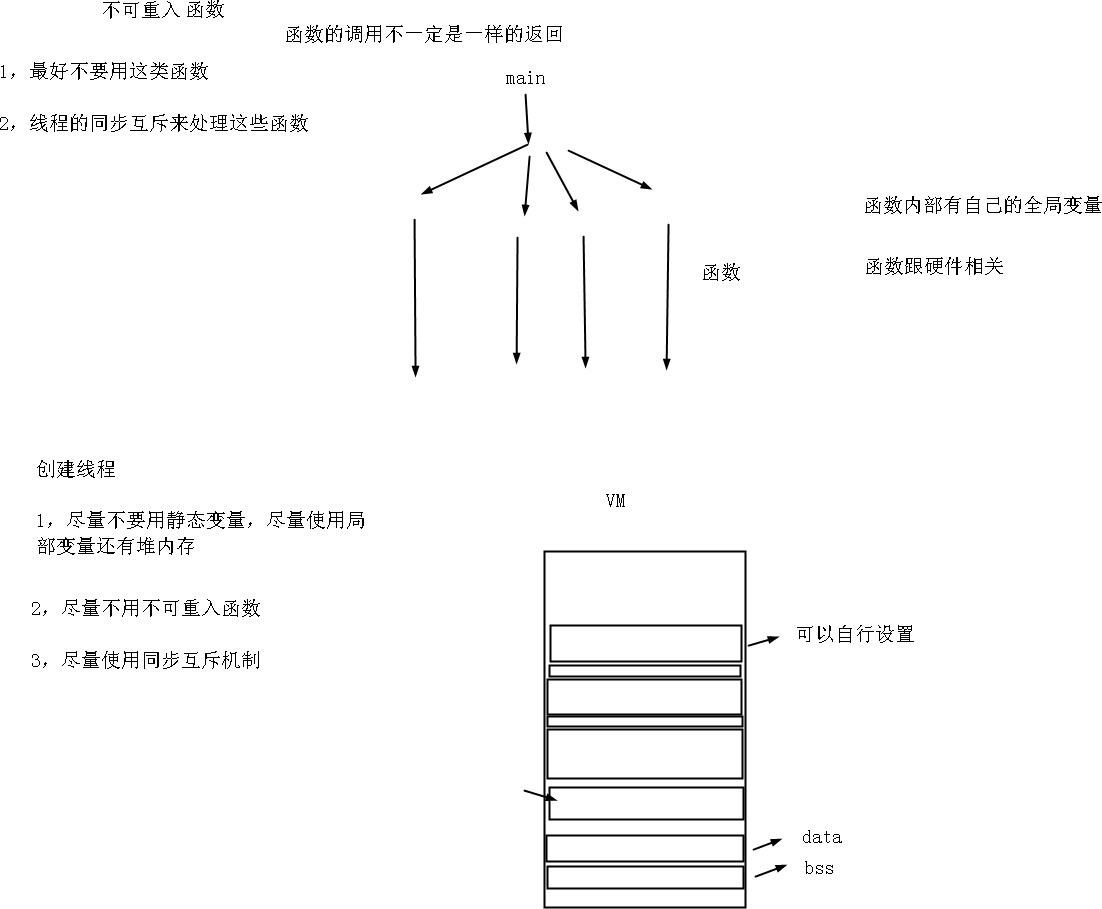 不可重入 函数
函数的调用不一定是一样的返回
1，最好不要用这类函数
main
2，线程的同步互斥来处理这些函数
函数内部有自己的全局变量
函数跟硬件相关
函数
创建线程
VM
1，尽量不要用静态变量，尽量使用局
部变量还有堆内存
2，尽量不用不可重入函数
可以自行设置
3，尽量使用同步互斥机制
data
bss